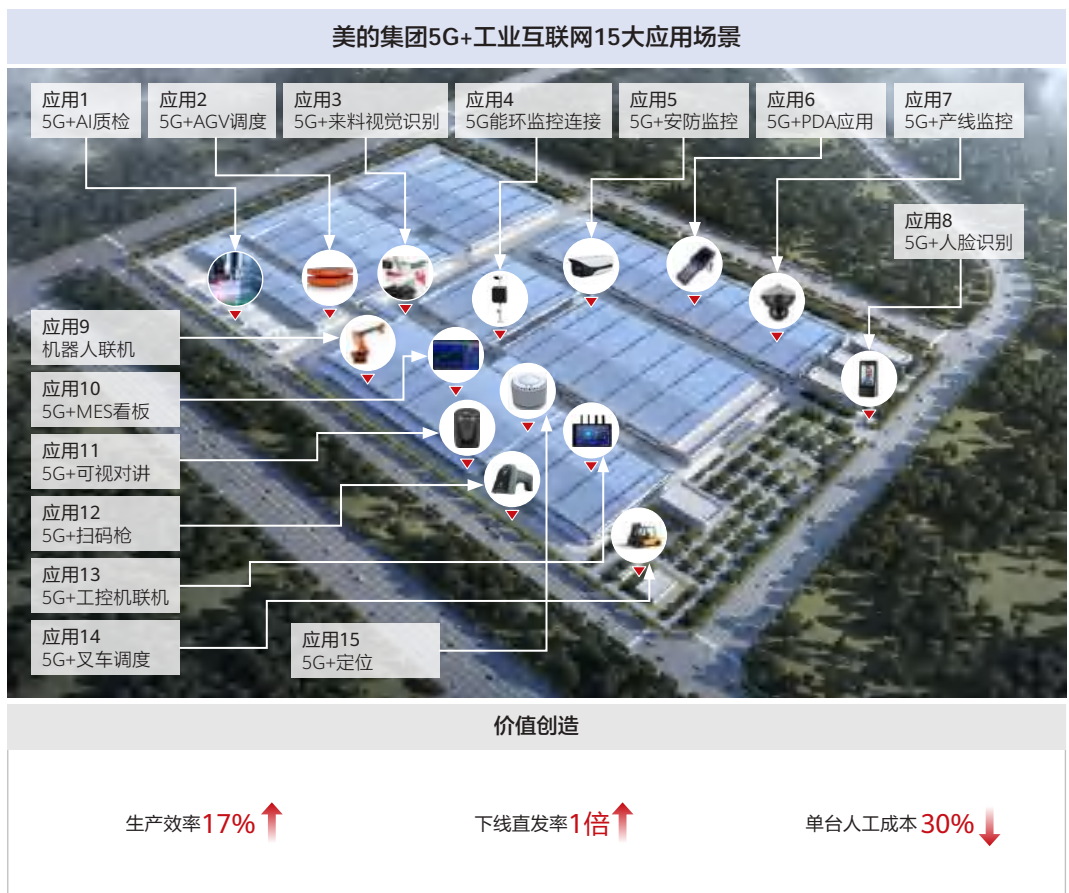 美的集团5G+工业互联网15大应用场景
应用1
5G+AI质检
应用2
5G+AGV调度
应用3
5G+来料视觉识别
应用4
5G能环监控连接
应用5
5G+安防监控
应用6
5G+PDA应用
应用7
5G+产线监控
应用8
5G+人脸识别
应用9
机器人联机
应用10
5G+MES看板
应用11
5G+可视对讲
应用12
5G+扫码枪
应用13
5G+工控机联机
应用14
5G+叉车调度
应用15
5G+定位
价值创造
生产效率17%
下线直发率1倍
单台人工成本30%